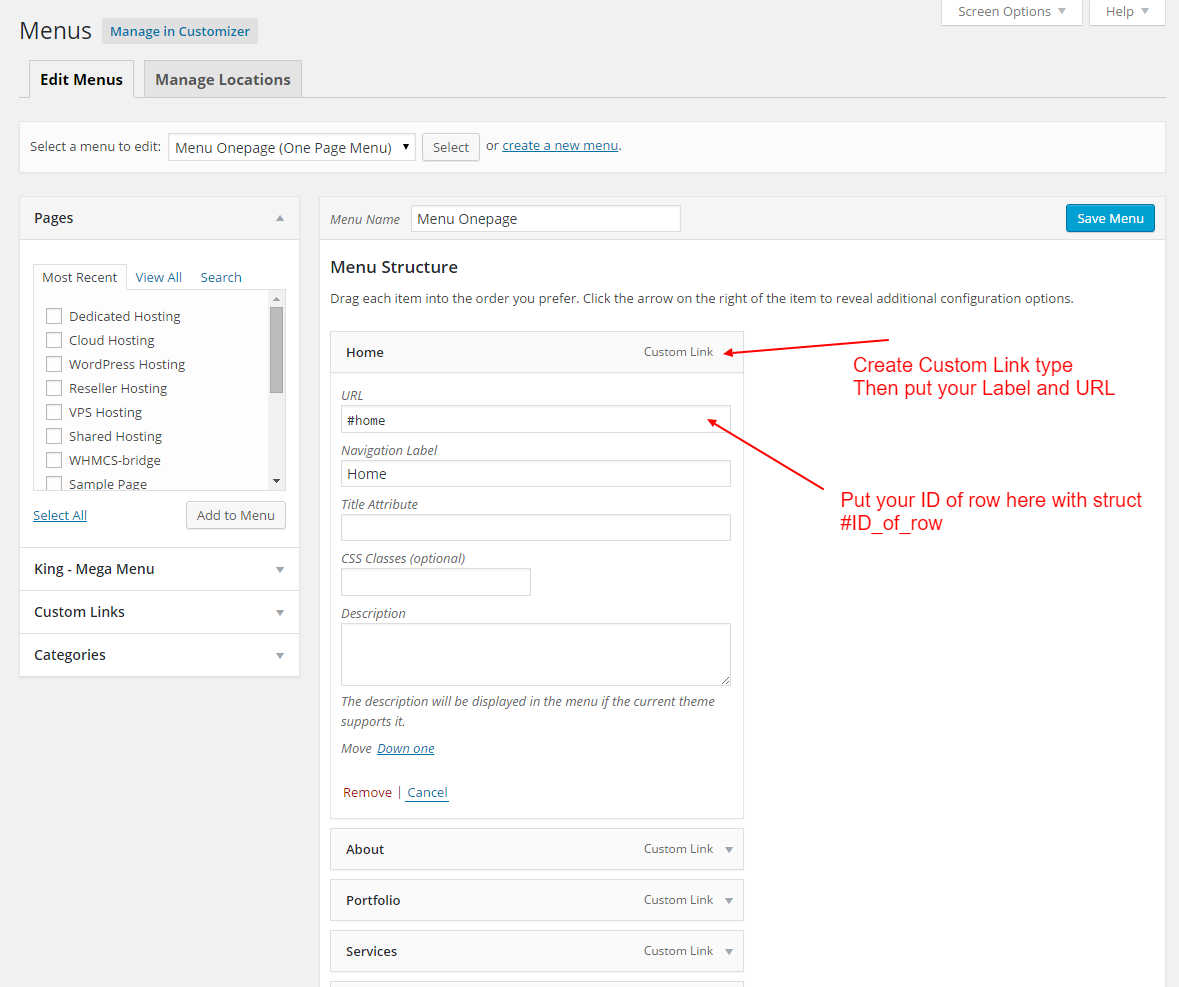 Screen Options
Help
Menus
Manage in Customizer
Edit Menus
Manage Locations
Select a menu to edit:
Menu Onepage (One Page Menu)
Select
or create a new menu.
Pages
Most Recent
View All
Search
Dedicated Hosting
Cloud Hosting
WordPress Hosting
Reseller Hosting
VPS Hosting
Shared Hosting
WHMCS-bridge
Sample Page
Select All
Add to Menu
King - Mega Menu
Custom Links
Categories
Menu Name
Menu Onepage
Save Menu
Menu Structure
Drag each item into the order you prefer. Click the arrow on the right of the item to reveal additional configuration options.
Home
Custom Link
Create Custom Link type
Then put your Label and URL
URL
#home
Put your ID of row here with struct
#ID_of_row
Navigation Label
Home
Title Attribute
CSS Classes (optional)
Description
The description will be displayed in the menu if the current theme
supports it.
Move Down one
Remove | Cancel
About
Custom Link
Portfolio
Custom Link
Services
Custom Link